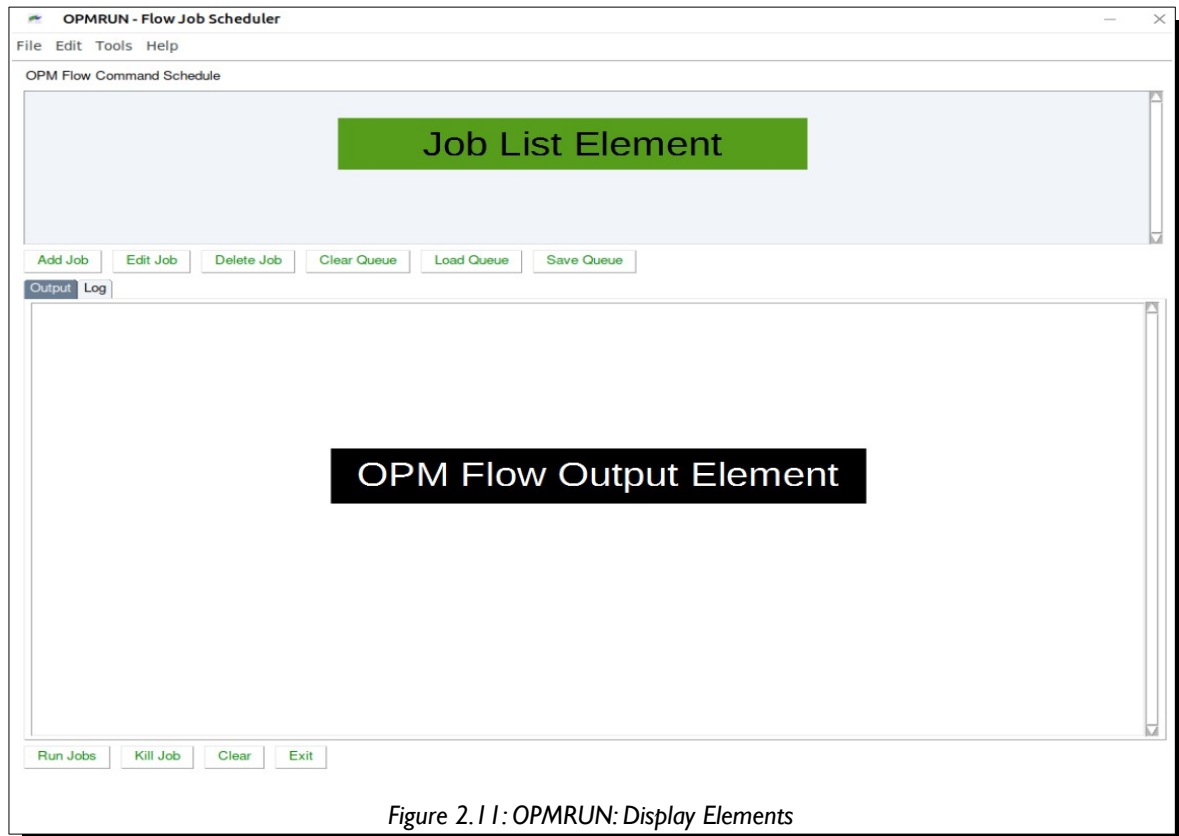 OPMRUN - Flow Job Scheduler
File Edit Tools Help
OPM Flow Command Schedule
Job List Element
Add Job Edit Job Delete Job Clear Queue Load Queue Save Queue
Output Log
OPM Flow Output Element
Run Jobs Kill Job Clear Exit
Figure 2.11: OPMRUN: Display Elements